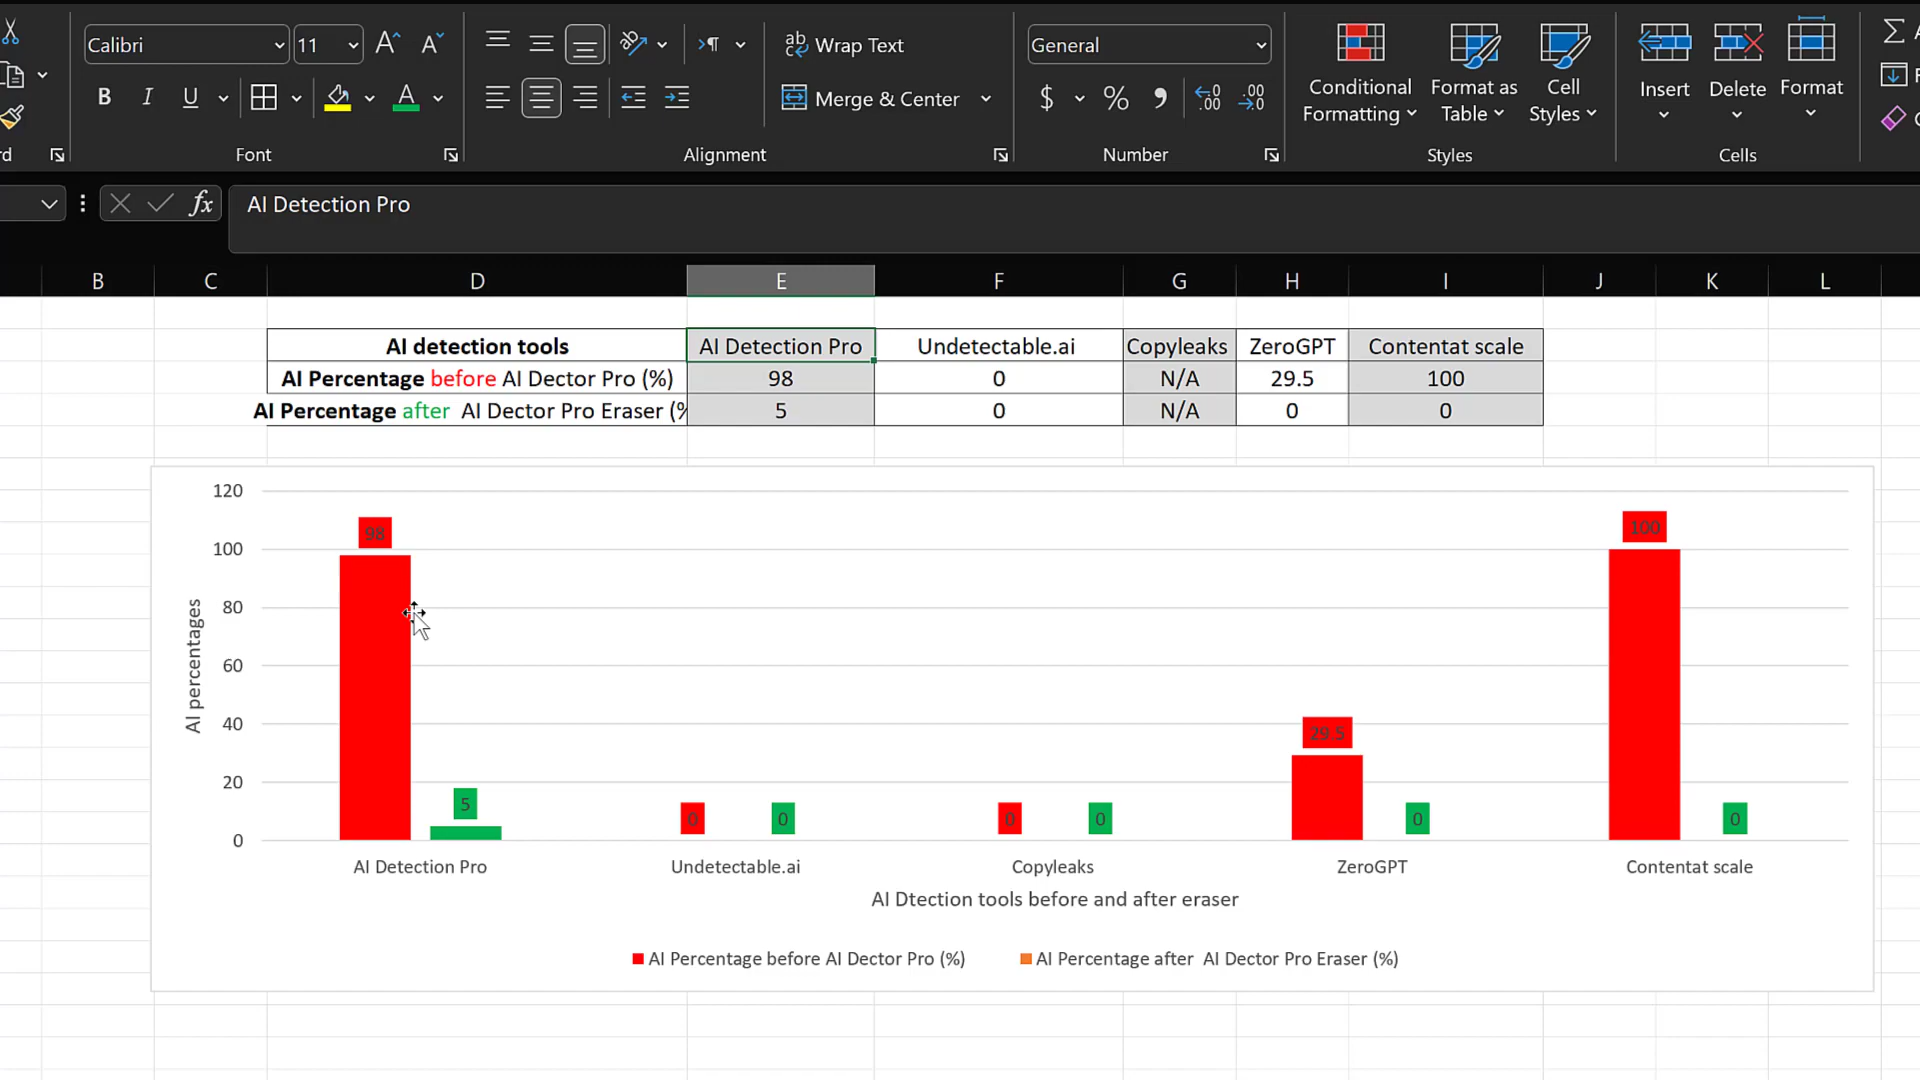 Calibri 11 Wrap Text General
B I U Merge & Center $ % 9 .00 .00
Conditional Formatting Format as Table Cell Styles Insert Delete Format
rd Font Alignment Number Styles Cells
fx AI Detection Pro
B C D E F G H I J K L
AI detection tools AI Detection Pro Undetectable.ai Copyleaks ZeroGPT Contentat scale
AI Percentage before AI Dector Pro (%) 98 0 N/A 29.5 100
AI Percentage after AI Dector Pro Eraser (% 5 0 N/A 0 0
120
100
80
60
40
20
0
AI percentages
98 5 0 0 0 0 29.5 0 100 0
AI Detection Pro Undetectable.ai Copyleaks ZeroGPT Contentat scale
AI Dtection tools before and after eraser
AI Percentage before AI Dector Pro (%) AI Percentage after AI Dector Pro Eraser (%)